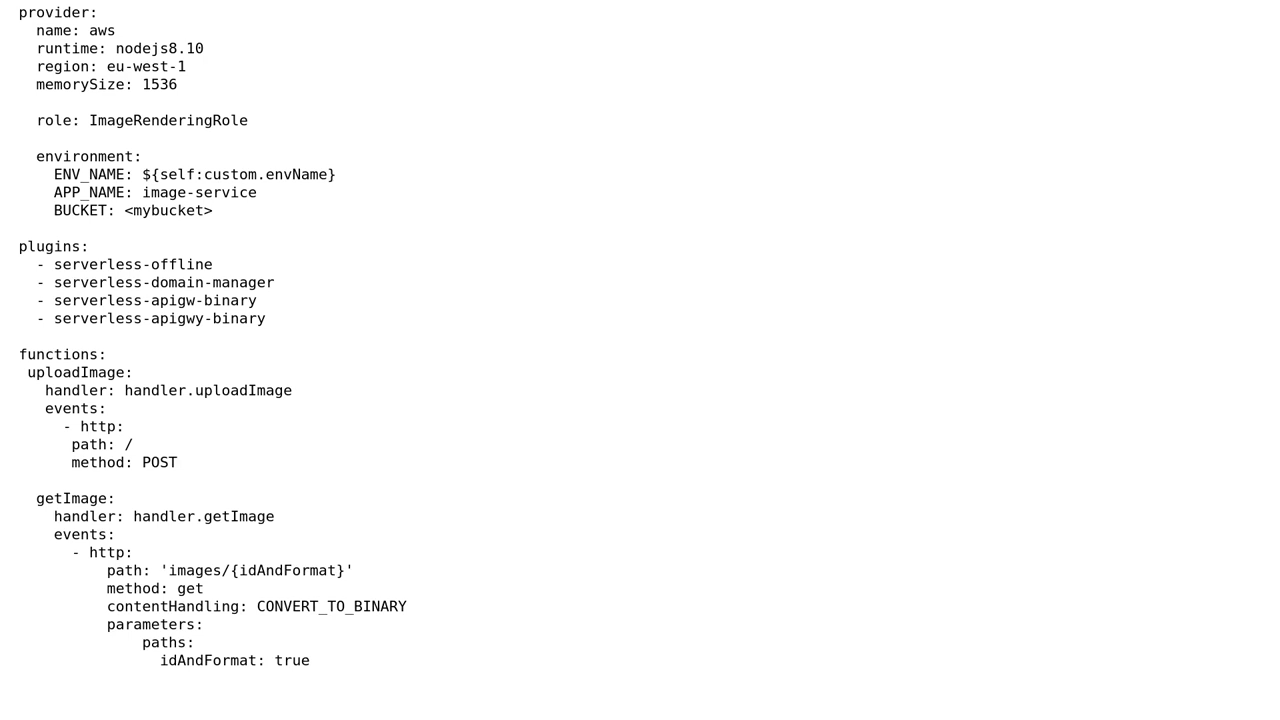 provider:
  name: aws
  runtime: nodejs8.10
  region: eu-west-1
  memorySize: 1536

  role: ImageRenderingRole

  environment:
    ENV_NAME: ${self:custom.envName}
    APP_NAME: image-service
    BUCKET: <mybucket>

plugins:
  - serverless-offline
  - serverless-domain-manager
  - serverless-apigw-binary
  - serverless-apigwy-binary

functions:
 uploadImage:
   handler: handler.uploadImage
   events:
     - http:
      path: /
      method: POST

  getImage:
    handler: handler.getImage
    events:
      - http:
          path: 'images/{idAndFormat}'
          method: get
          contentHandling: CONVERT_TO_BINARY
          parameters:
              paths:
                idAndFormat: true